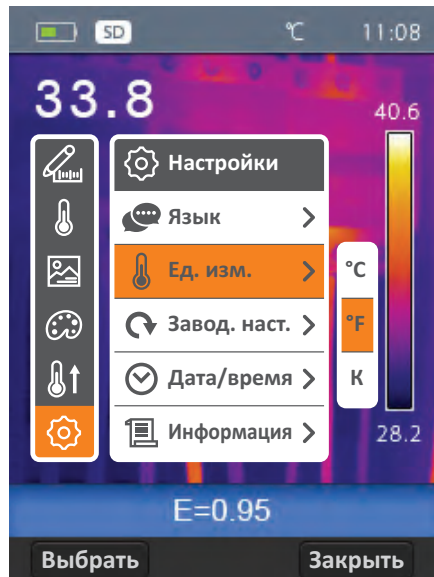 SD °C 11:08
33.8
40.6
Настройки
Язык
Ед. изм.
°C
°F
Завод. наст.
K
Дата/время
Информация
28.2
E=0.95
Выбрать Закрыть